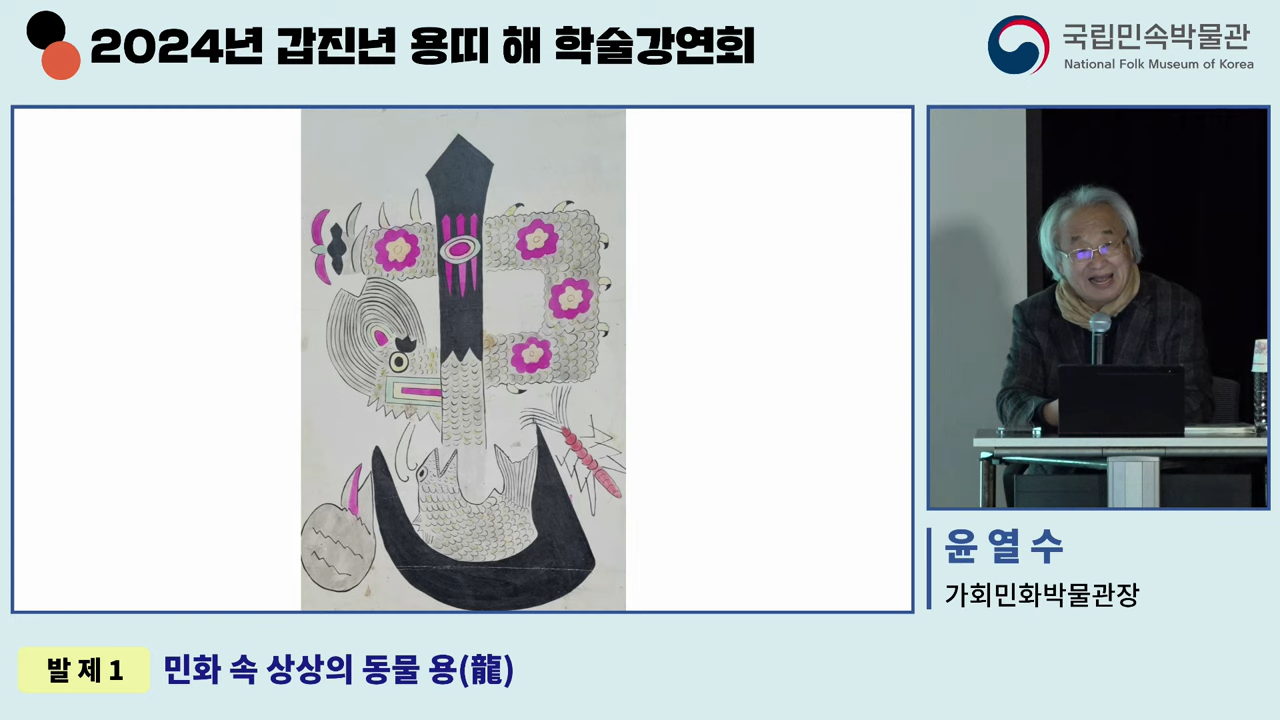 2024년 갑진년 용띠 해 학술강연회
국립민속박물관
National Folk Museum of Korea
윤열수
가회민화박물관장
발제1
민화 속 상상의 동물 용(龍)